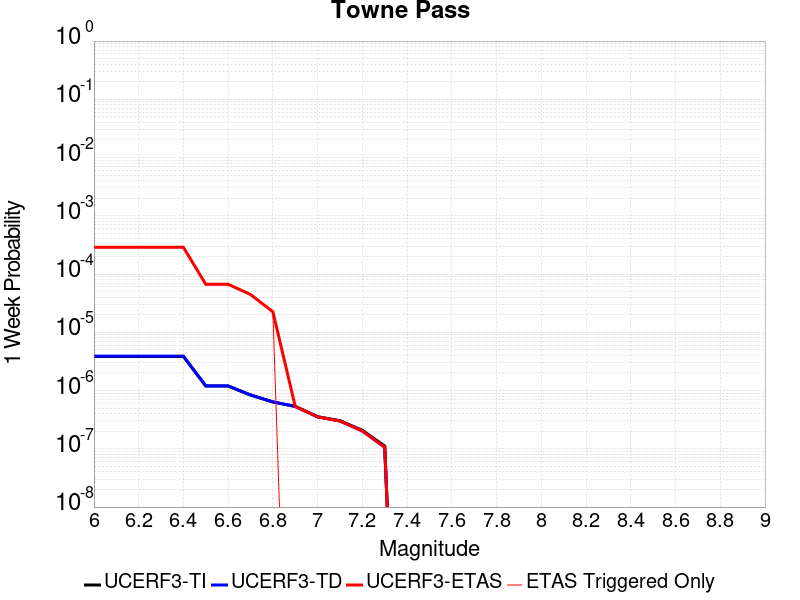 Towne Pass
10^0
10^-1
10^-2
10^-3
10^-4
10^-5
10^-6
10^-7
10^-8
1 Week Probability
6 6.2 6.4 6.6 6.8 7 7.2 7.4 7.6 7.8 8 8.2 8.4 8.6 8.8 9
Magnitude
UCERF3-TI UCERF3-TD UCERF3-ETAS ETAS Triggered Only